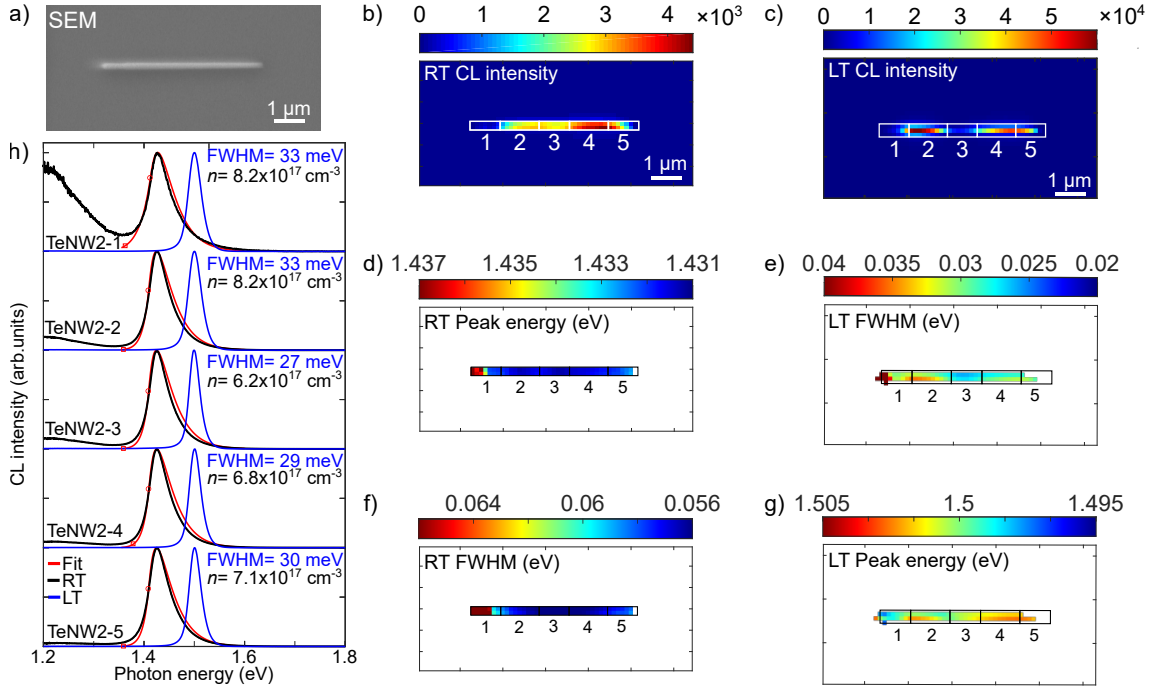 a)
SEM
1 μm
b)
0 1 2 3 4 ×10³
RT CL intensity
1 2 3 4 5
1 μm
c)
0 1 2 3 4 5 ×10⁴
LT CL intensity
1 2 3 4 5
1 μm
d)
1.437 1.435 1.433 1.431
RT Peak energy (eV)
1 2 3 4 5
e)
0.04 0.035 0.03 0.025 0.02
LT FWHM (eV)
1 2 3 4 5
f)
0.064 0.06 0.056
RT FWHM (eV)
1 2 3 4 5
g)
1.505 1.5 1.495
LT Peak energy (eV)
1 2 3 4 5
h)
CL intensity (arb.units)
FWHM= 33 meV
n= 8.2x10¹⁷ cm⁻³
TeNW2-1
FWHM= 33 meV
n= 8.2x10¹⁷ cm⁻³
TeNW2-2
FWHM= 27 meV
n= 6.2x10¹⁷ cm⁻³
TeNW2-3
FWHM= 29 meV
n= 6.8x10¹⁷ cm⁻³
TeNW2-4
FWHM= 30 meV
n= 7.1x10¹⁷ cm⁻³
Fit
RT
LT
TeNW2-5
1.2 1.4 1.6 1.8
Photon energy (eV)